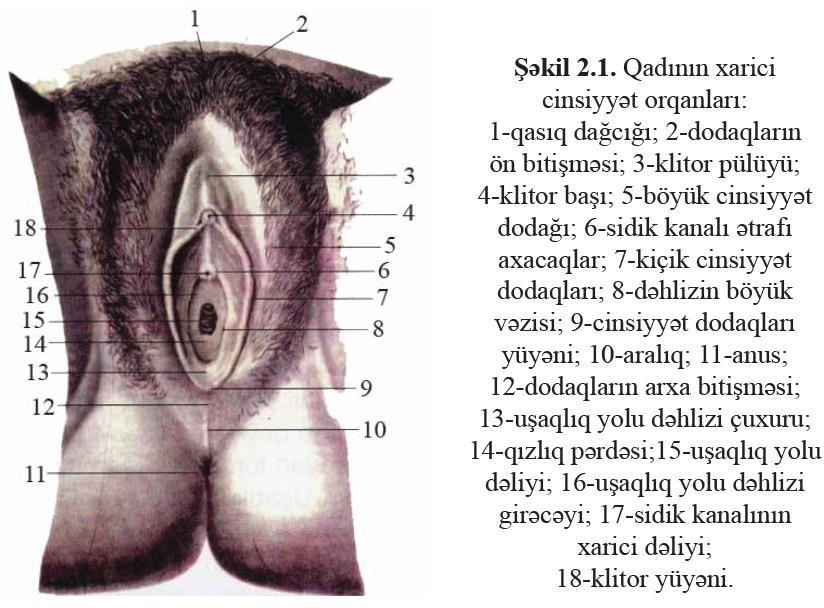 1
2
3
4
18
5
17
6
16
7
15
8
14
13
9
12
10
11
Şəkil 2.1. Qadının xarici
cinsiyyət orqanları:
1-qasıq dağcığı; 2-dodaqların
ön bitişməsi; 3-klitor pülüyü;
4-klitor başı; 5-böyük cinsiyyət
dodağı; 6-sidik kanalı ətrafı
axacaqlar; 7-kiçik cinsiyyət
dodaqları; 8-dəhlizin böyük
vəzisi; 9-cinsiyyət dodaqları
yüyəni; 10-aralıq; 11-anus;
12-dodaqların arxa bitişməsi;
13-uşaqlıq yolu dəhlizi çuxuru;
14-qızlıq pərdəsi;15-uşaqlıq yolu
dəliyi; 16-uşaqlıq yolu dəhlizi
girəcəyi; 17-sidik kanalının
xarici dəliyi;
18-klitor yüyəni.